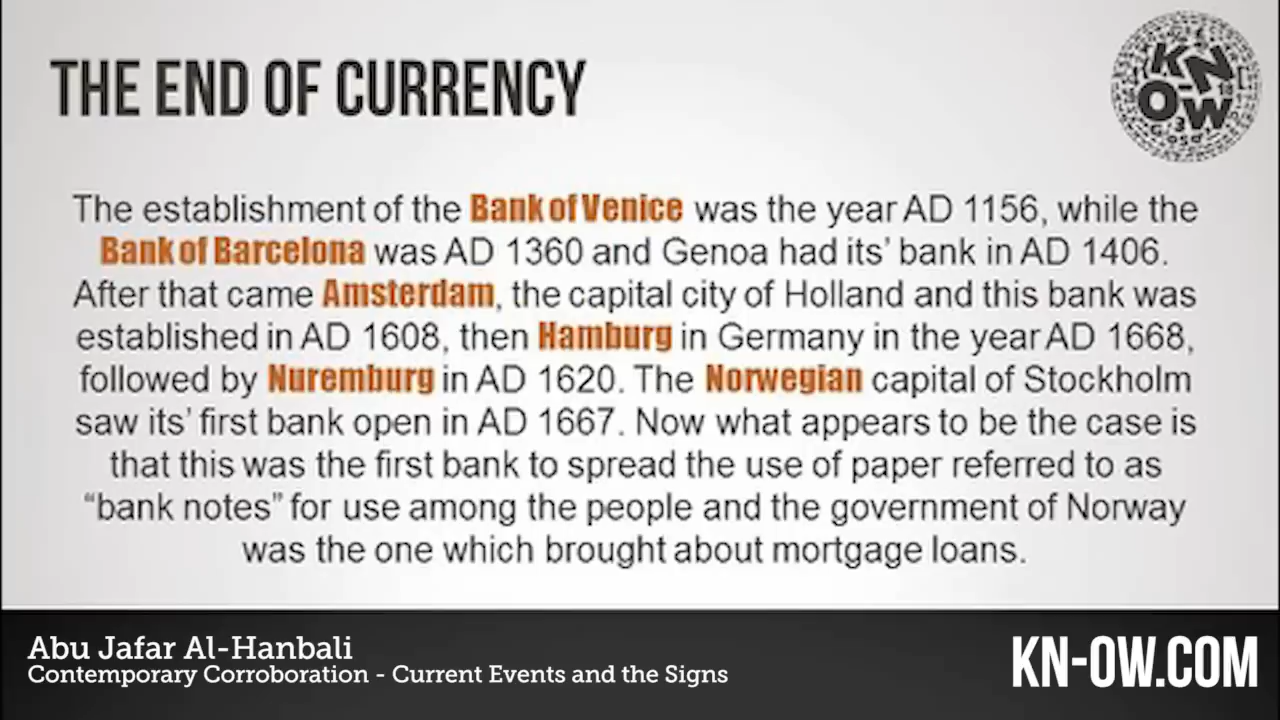 THE END OF CURRENCY
KN
OW
The establishment of the Bank of Venice was the year AD 1156, while the
Bank of Barcelona was AD 1360 and Genoa had its’ bank in AD 1406.
After that came Amsterdam, the capital city of Holland and this bank was
established in AD 1608, then Hamburg in Germany in the year AD 1668,
followed by Nuremburg in AD 1620. The Norwegian capital of Stockholm
saw its’ first bank open in AD 1667. Now what appears to be the case is
that this was the first bank to spread the use of paper referred to as
“bank notes” for use among the people and the government of Norway
was the one which brought about mortgage loans.
Abu Jafar Al-Hanbali
Contemporary Corroboration - Current Events and the Signs
KN-OW.COM